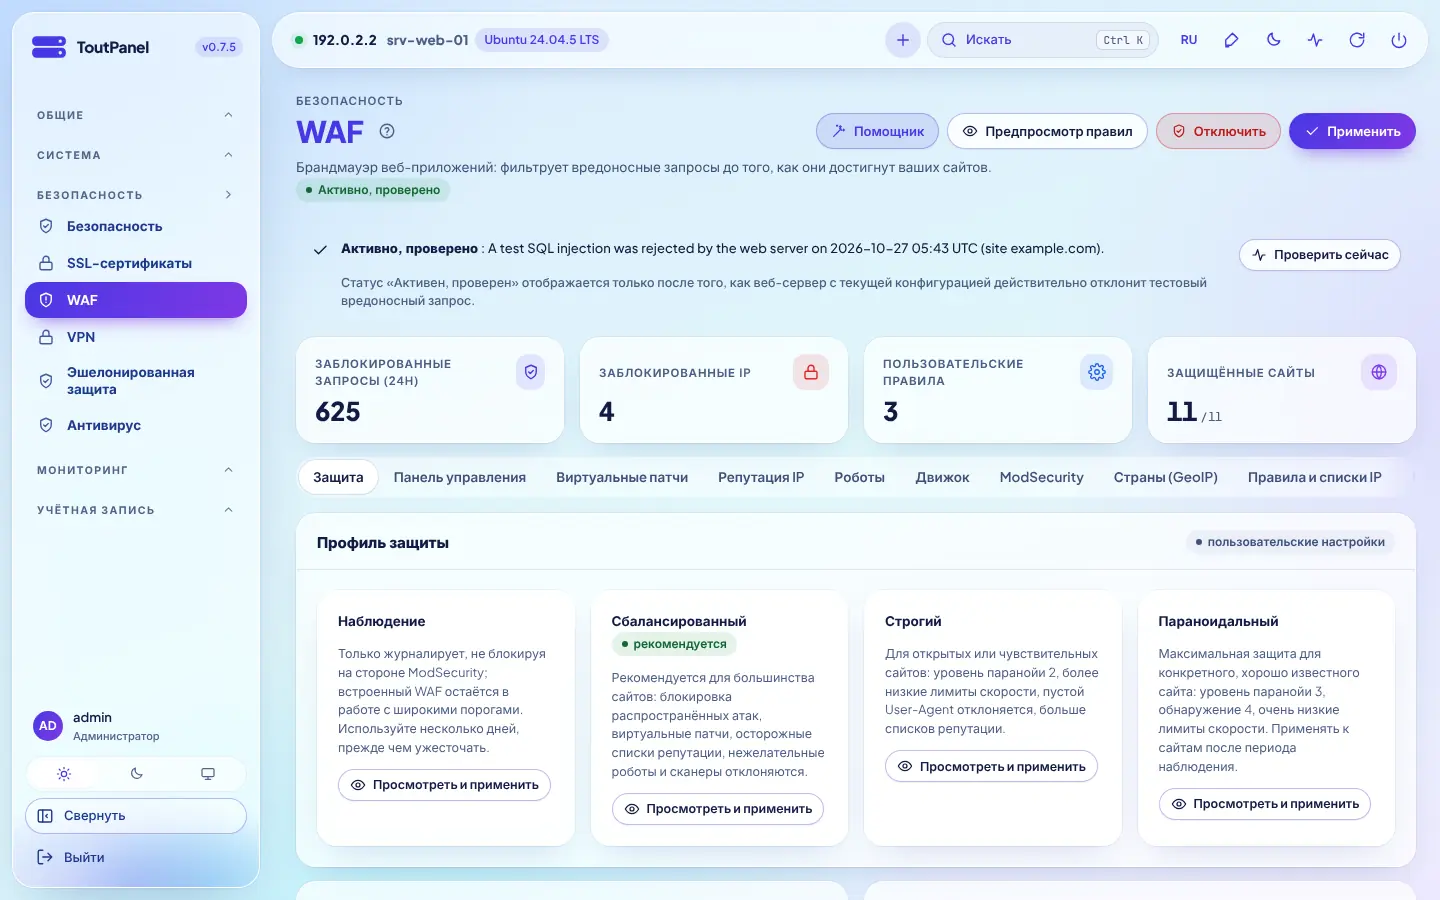 ToutPanel
v0.7.5
ОБЩИЕ
СИСТЕМА
БЕЗОПАСНОСТЬ
Безопасность
SSL-сертификаты
WAF
VPN
Эшелонированная
защита
Антивирус
МОНИТОРИНГ
УЧЁТНАЯ ЗАПИСЬ
AD
admin
Администратор
Свернуть
Выйти
192.0.2.2 srv-web-01 Ubuntu 24.04.5 LTS
Искать
Ctrl K
RU
БЕЗОПАСНОСТЬ
WAF
Помощник
Предпросмотр правил
Отключить
Применить
Брандмауэр веб-приложений: фильтрует вредоносные запросы до того, как они достигнут ваших сайтов.
Активно, проверено
Активно, проверено : A test SQL injection was rejected by the web server on 2026-10-27 05:43 UTC (site example.com).
Статус «Активен, проверен» отображается только после того, как веб-сервер с текущей конфигурацией действительно отклонит тестовый
вредоносный запрос.
Проверить сейчас
ЗАБЛОКИРОВАННЫЕ
ЗАПРОСЫ (24H)
625
ЗАБЛОКИРОВАННЫЕ IP
4
ПОЛЬЗОВАТЕЛЬСКИЕ
ПРАВИЛА
3
ЗАЩИЩЁННЫЕ САЙТЫ
11 / 11
Защита
Панель управления
Виртуальные патчи
Репутация IP
Роботы
Движок
ModSecurity
Страны (GeoIP)
Правила и списки IP
Профиль защиты
пользовательские настройки
Наблюдение
Только журналирует, не блокируя
на стороне ModSecurity;
встроенный WAF остаётся в
работе с широкими порогами.
Используйте несколько дней,
прежде чем ужесточать.
Просмотреть и применить
Сбалансированный
рекомендуется
Рекомендуется для большинства
сайтов: блокировка
распространённых атак,
виртуальные патчи, осторожные
списки репутации, нежелательные
роботы и сканеры отклоняются.
Просмотреть и применить
Строгий
Для открытых или чувствительных
сайтов: уровень паранойи 2, более
низкие лимиты скорости, пустой
User-Agent отклоняется, больше
списков репутации.
Просмотреть и применить
Параноидальный
Максимальная защита для
конкретного, хорошо известного
сайта: уровень паранойи 3,
обнаружение 4, очень низкие
лимиты скорости. Применять к
сайтам после периода
наблюдения.
Просмотреть и применить